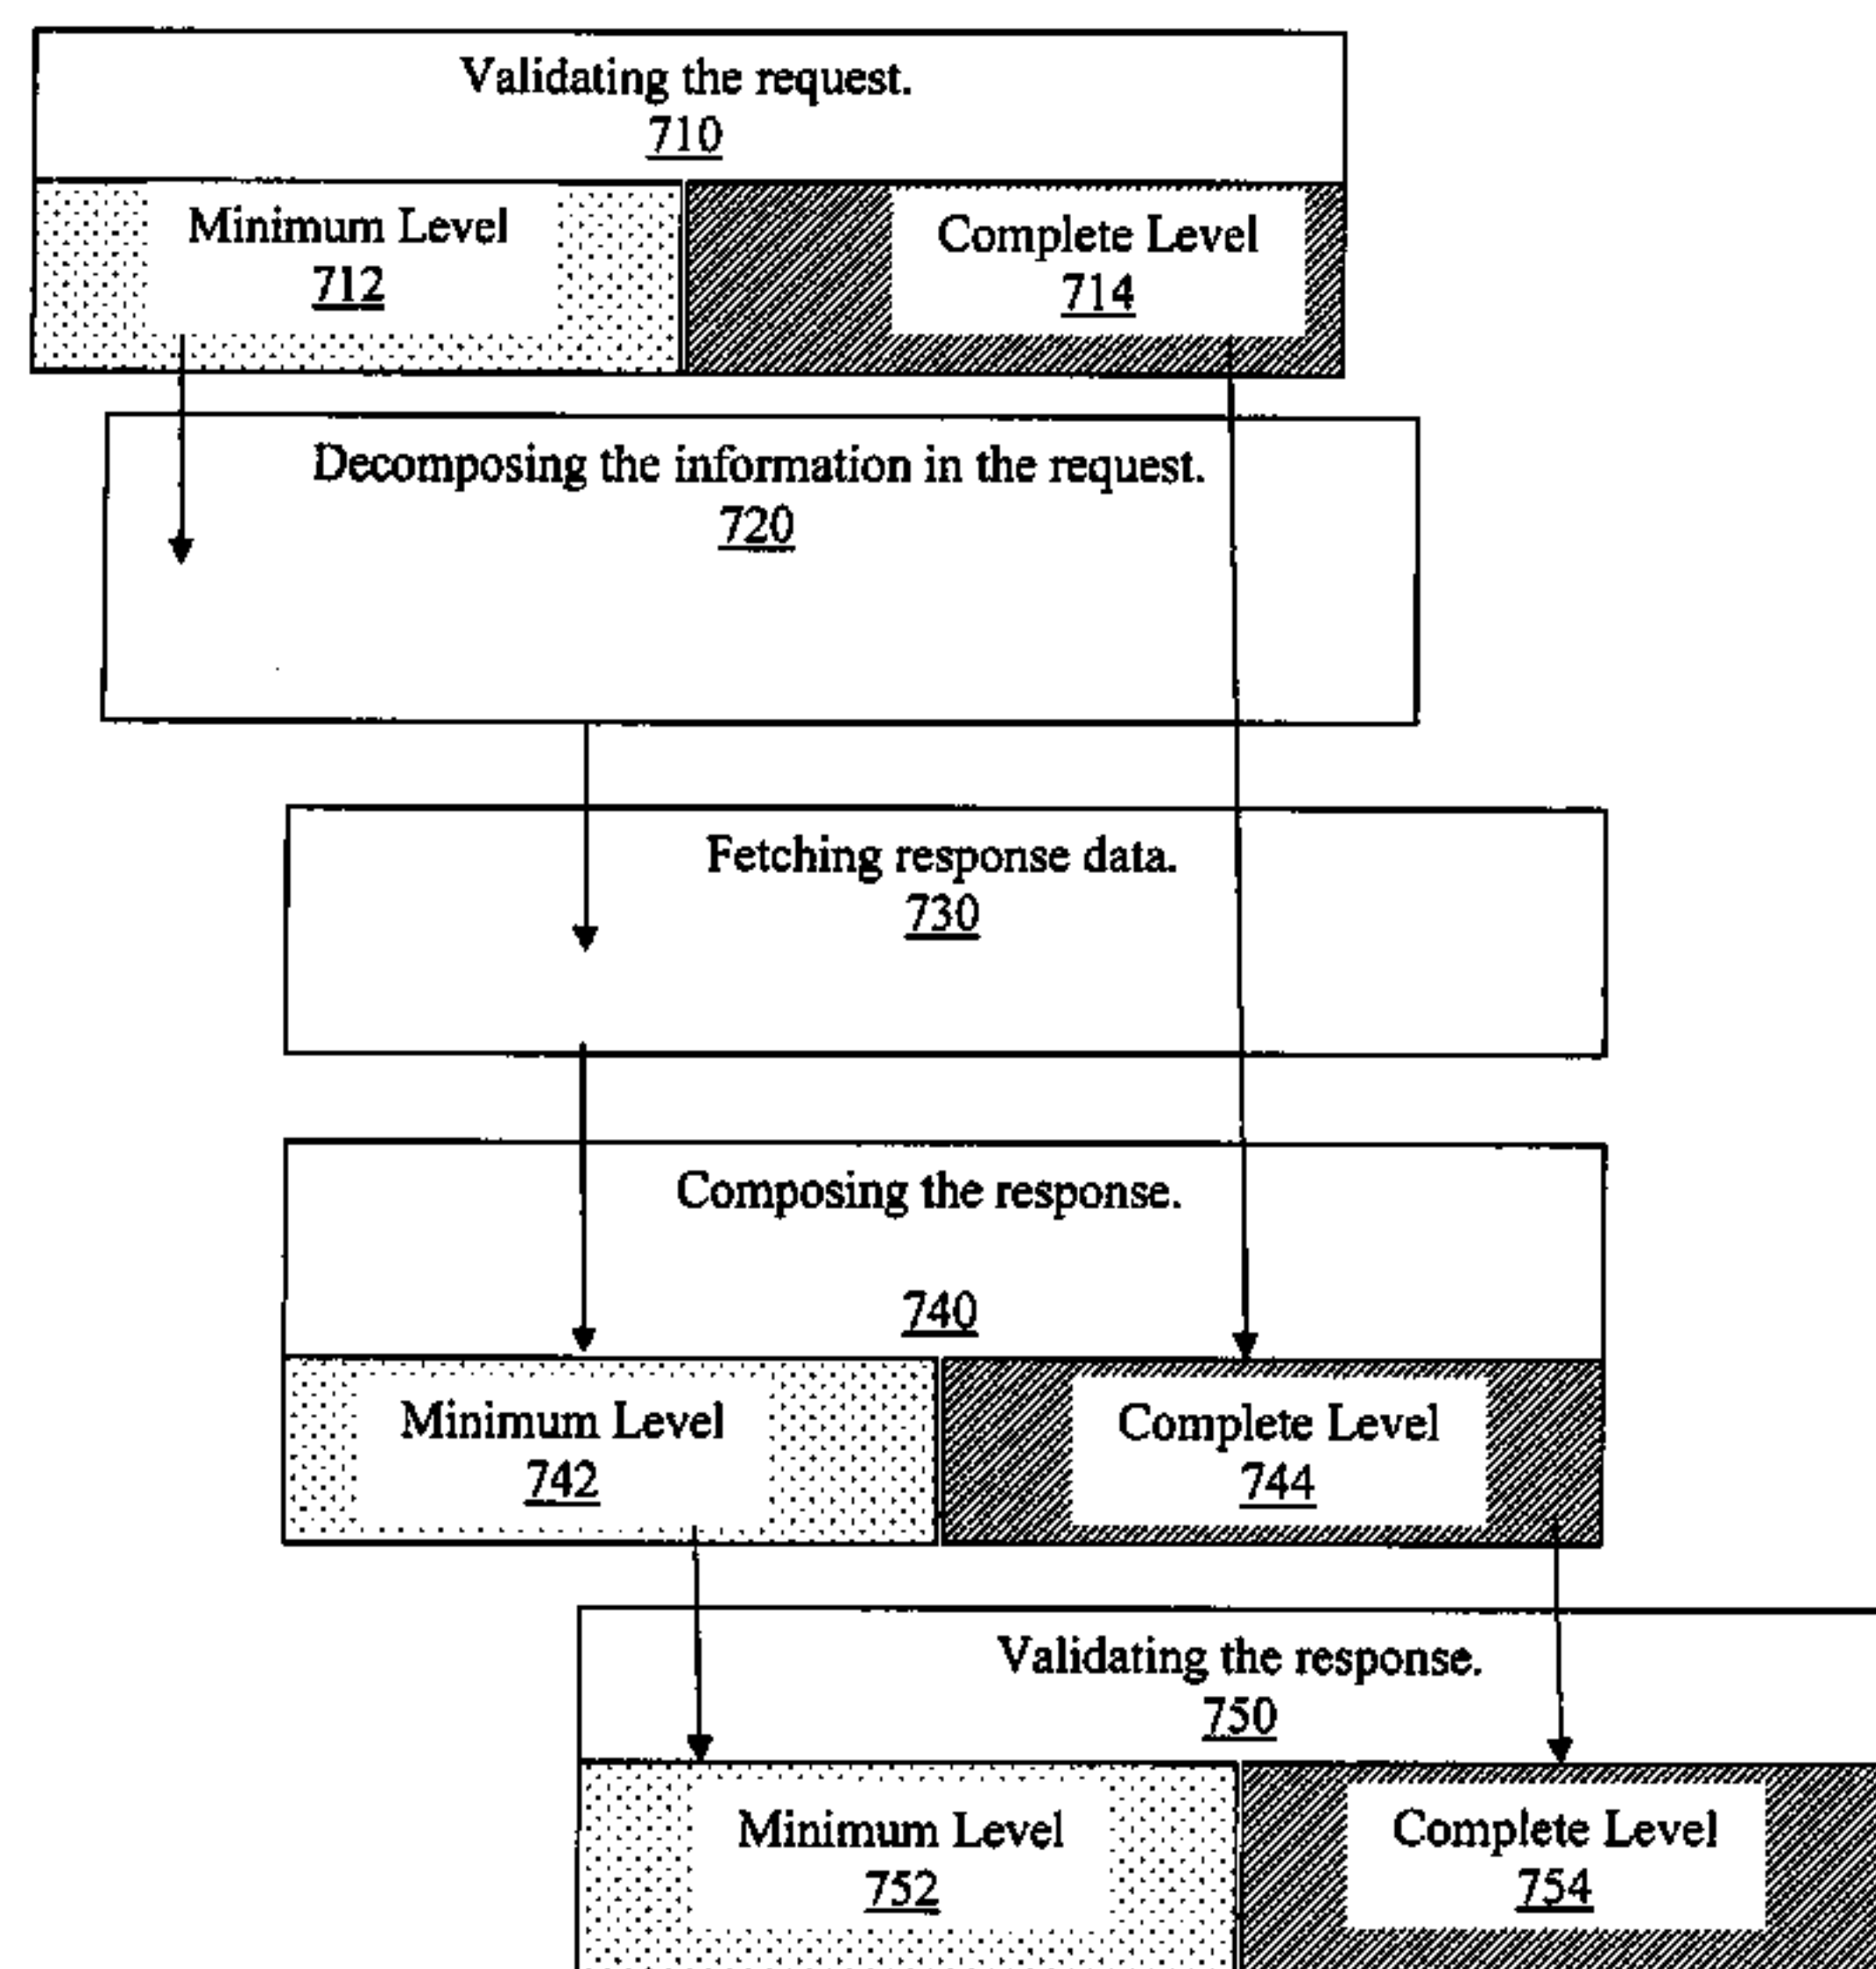 Validating the request.
710
Minimum Level
712
Complete Level
714
Decomposing the information in the request.
720
Fetching response data.
730
Composing the response.
740
Minimum Level
742
Complete Level
744
Validating the response.
750
Minimum Level
752
Complete Level
754